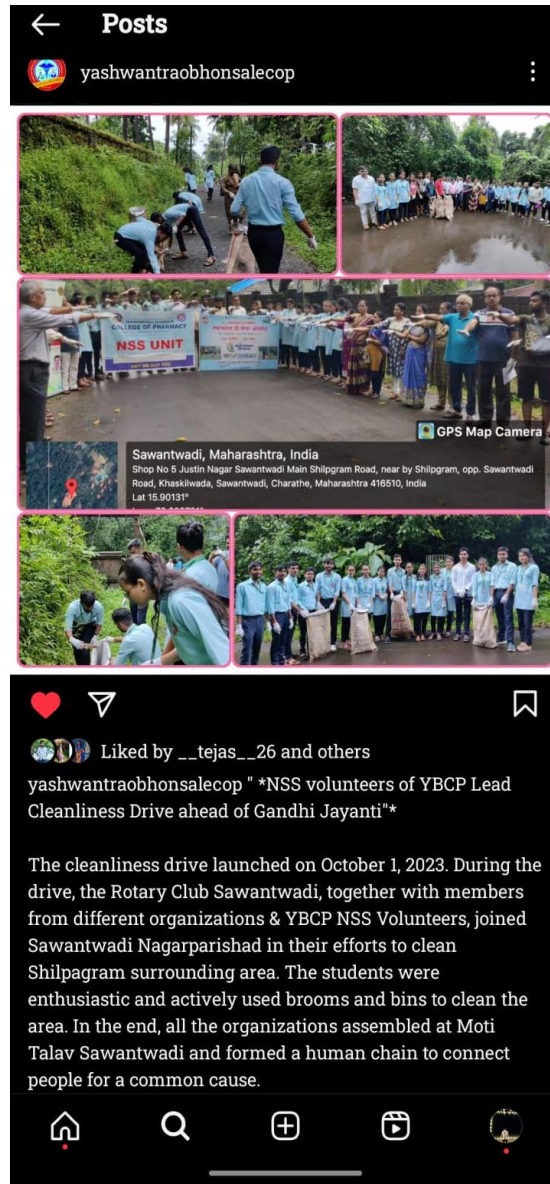 Posts
yashwantraobhonsalecop
COLLEGE OF PHARMACY
NSS UNIT
GPS Map Camera
Sawantwadi, Maharashtra, India
Shop No 5 Justin Nagar Sawantwadi Main Shilpgram Road, near by Shilpgram, opp. Sawantwadi
Road, Khaskilwada, Sawantwadi, Charathe, Maharashtra 416510, India
Lat 15.90131°
Liked by __tejas__26 and others
yashwantraobhonsalecop " *NSS volunteers of YBCP Lead
Cleanliness Drive ahead of Gandhi Jayanti"*
The cleanliness drive launched on October 1, 2023. During the
drive, the Rotary Club Sawantwadi, together with members
from different organizations & YBCP NSS Volunteers, joined
Sawantwadi Nagarparishad in their efforts to clean
Shilpagram surrounding area. The students were
enthusiastic and actively used brooms and bins to clean the
area. In the end, all the organizations assembled at Moti
Talav Sawantwadi and formed a human chain to connect
people for a common cause.